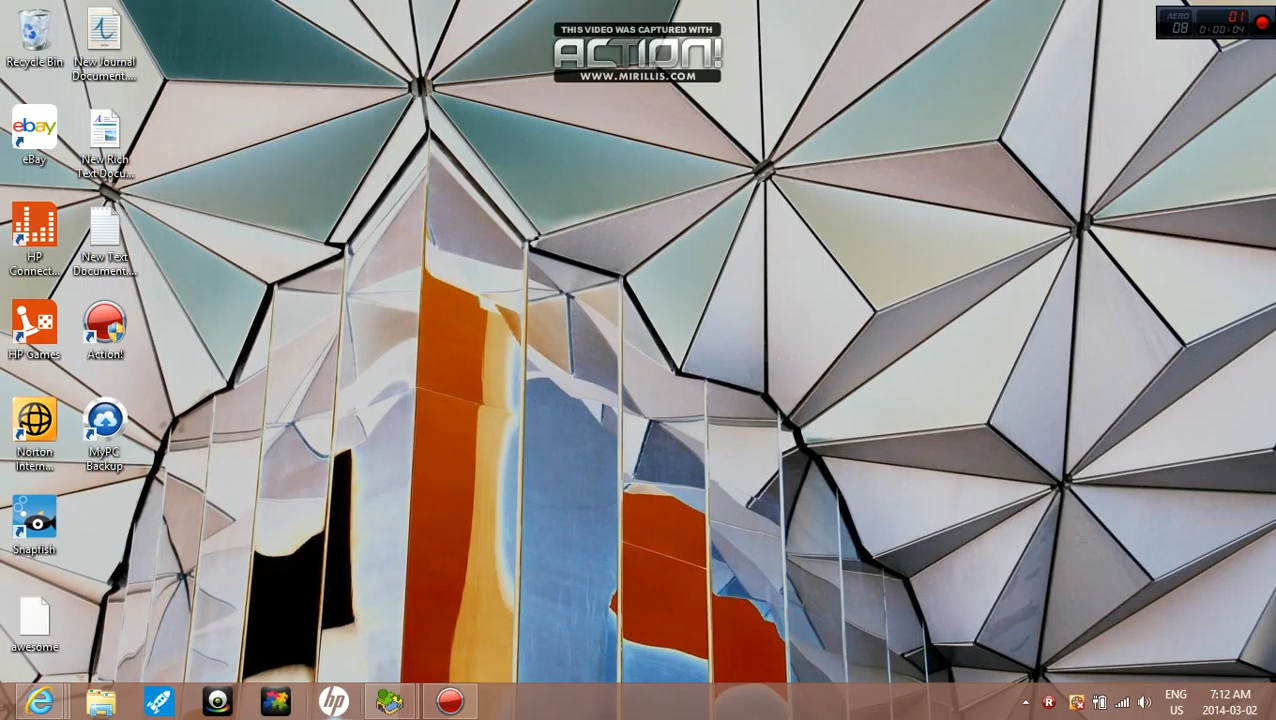 Recycle Bin
New Journal
Document....
THIS VIDEO WAS CAPTURED WITH
ACTION!
WWW.MIRILLIS.COM
AERO
08
01
0:00:04
ebay
eBay
New Rich
Text Docu...
HP
Connect...
New Text
Document....
HP Games
Action!
Norton
Intern...
MyPC
Backup
Snapfish
awesome
hp
R
ENG
US
7:12 AM
2014-03-02